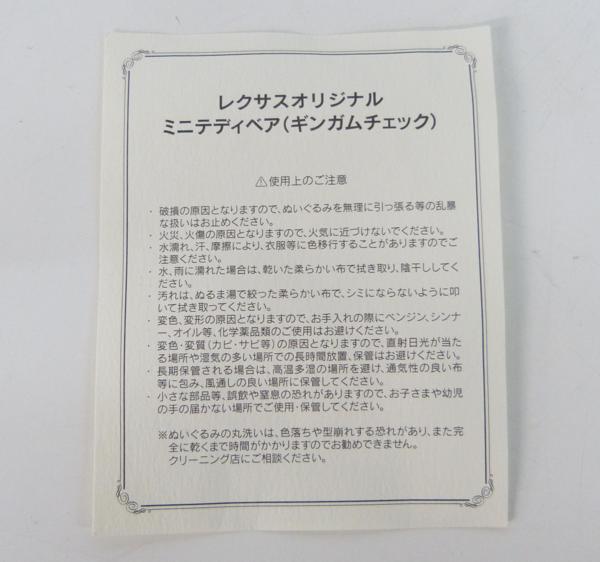 レクサスオリジナル
ミニテディベア(ギンガムチェック)
⚠使用上のご注意
・ 破損の原因となりますので、ぬいぐるみを無理に引っ張る等の乱暴
な扱いはお止めください。
・ 火災、火傷の原因となりますので、火気に近づけないでください。
・ 水濡れ、汗、摩擦により、衣服等に色移行することがありますのでご
注意ください。
・ 水、雨に濡れた場合は、乾いた柔らかい布で拭き取り、陰干ししてく
ださい。
・ 汚れは、ぬるま湯で絞った柔らかい布で、シミにならないように叩
いて拭き取ってください。
・ 変色、変形の原因となりますので、お手入れの際にベンジン、シンナ
ー、オイル等、化学薬品類のご使用はお避けください。
・ 変色・変質(カビ・サビ等)の原因となりますので、直射日光が当た
る場所や湿気の多い場所での長時間放置、保管はお避けください。
・ 長期保管される場合は、高温多湿の場所を避け、通気性の良い布
等に包み、風通しの良い場所に保管してください。
・ 小さな部品等、誤飲や窒息の恐れがありますので、お子さまや幼児
の手の届かない場所でご使用・保管してください。
※ぬいぐるみの丸洗いは、色落ちや型崩れする恐れがあり、また完
全に乾くまで時間がかかりますのでお勧めできません。
クリーニング店にご相談ください。